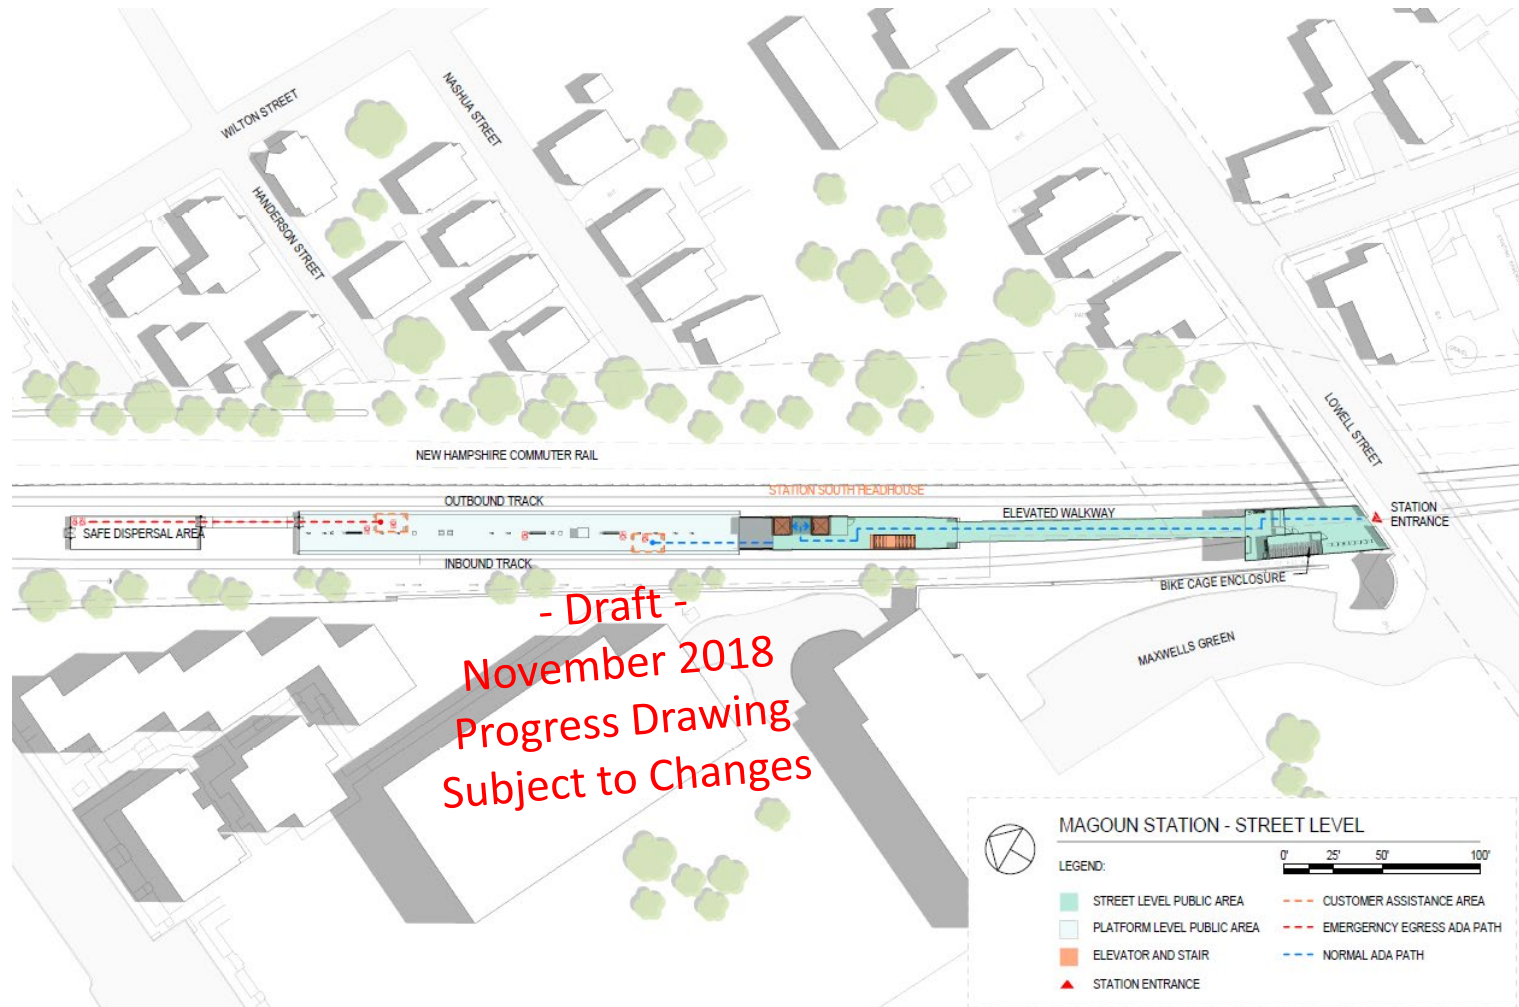 WILTON STREET
NASHUA STREET
HANDERSON STREET
LOWELL STREET
NEW HAMPSHIRE COMMUTER RAIL
OUTBOUND TRACK
STATION SOUTH HEADHOUSE
ELEVATED WALKWAY
STATION
ENTRANCE
SAFE DISPERSAL AREA
INBOUND TRACK
BIKE CAGE ENCLOSURE
MAXWELLS GREEN
- Draft -
November 2018
Progress Drawing
Subject to Changes
MAGOUN STATION - STREET LEVEL
LEGEND:
0' 25' 50' 100'
STREET LEVEL PUBLIC AREA
PLATFORM LEVEL PUBLIC AREA
ELEVATOR AND STAIR
STATION ENTRANCE
CUSTOMER ASSISTANCE AREA
EMERGERNCY EGRESS ADA PATH
NORMAL ADA PATH